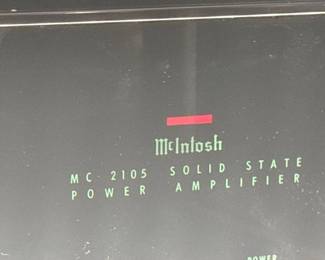 McIntosh
MC 2105 SOLID STATE
POWER AMPLIFIER
POWER